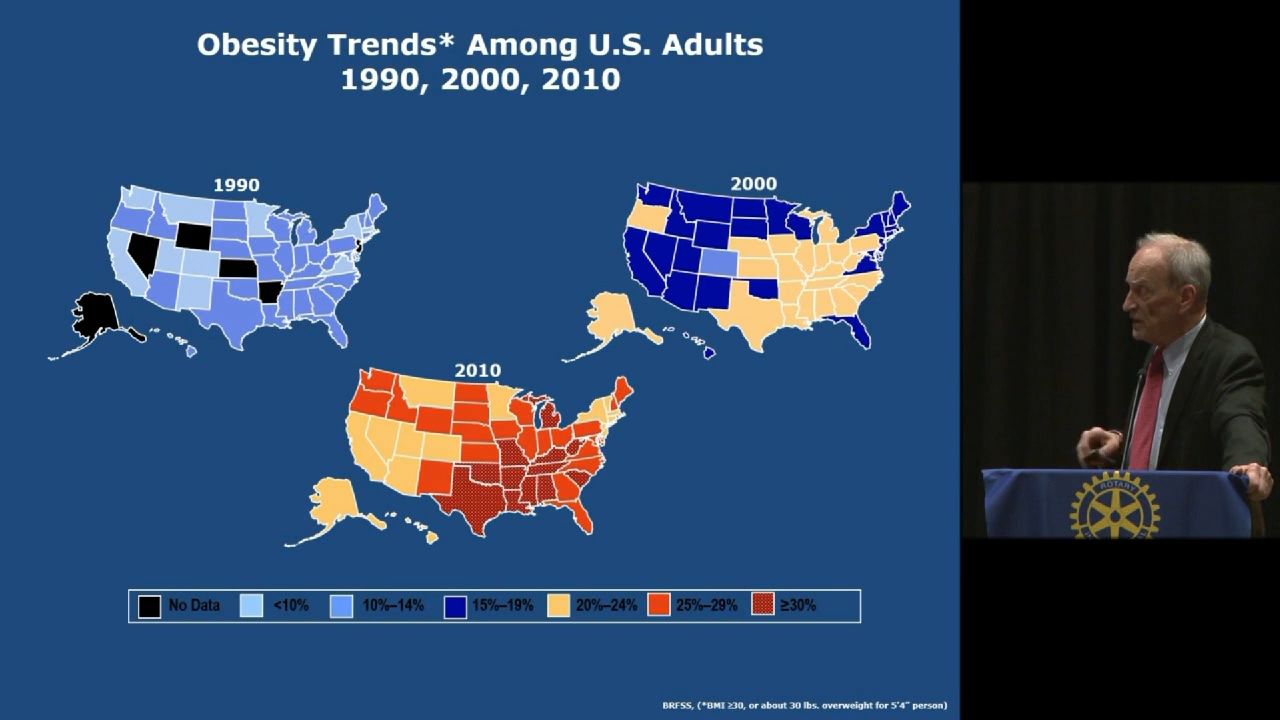 Obesity Trends* Among U.S. Adults
1990, 2000, 2010
1990
2000
2010
No Data
<10%
10%–14%
15%–19%
20%–24%
25%–29%
≥30%
BRFSS, (*BMI ≥30, or about 30 lbs. overweight for 5'4" person)
ROTARY